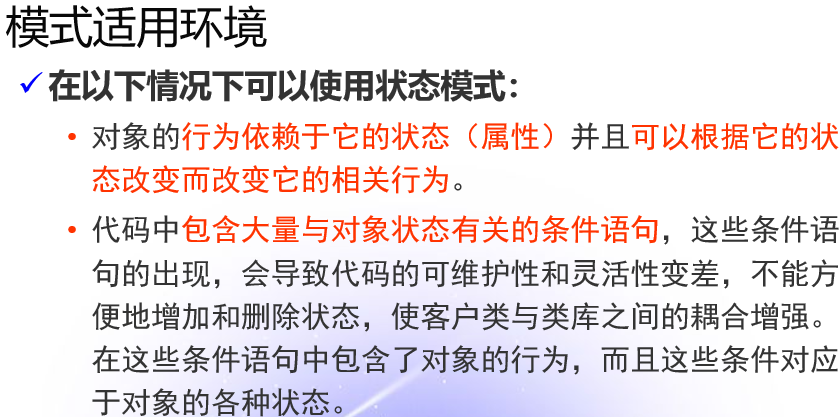 模式适用环境
✓在以下情况下可以使用状态模式：
• 对象的行为依赖于它的状态（属性）并且可以根据它的状
态改变而改变它的相关行为。
• 代码中包含大量与对象状态有关的条件语句，这些条件语
句的出现，会导致代码的可维护性和灵活性变差，不能方
便地增加和删除状态，使客户类与类库之间的耦合增强。
在这些条件语句中包含了对象的行为，而且这些条件对应
于对象的各种状态。